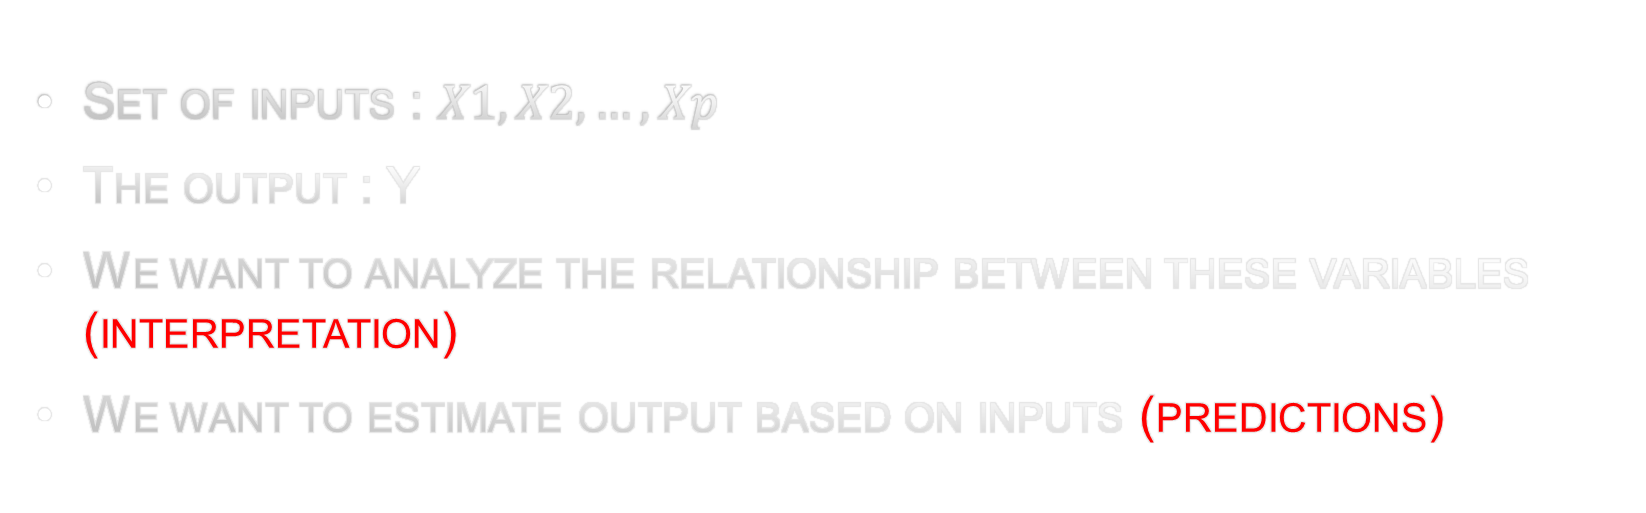 • SET OF INPUTS : X1, X2, … , Xp
• THE OUTPUT : Y
• WE WANT TO ANALYZE THE RELATIONSHIP BETWEEN THESE VARIABLES
(INTERPRETATION)
• WE WANT TO ESTIMATE OUTPUT BASED ON INPUTS (PREDICTIONS)